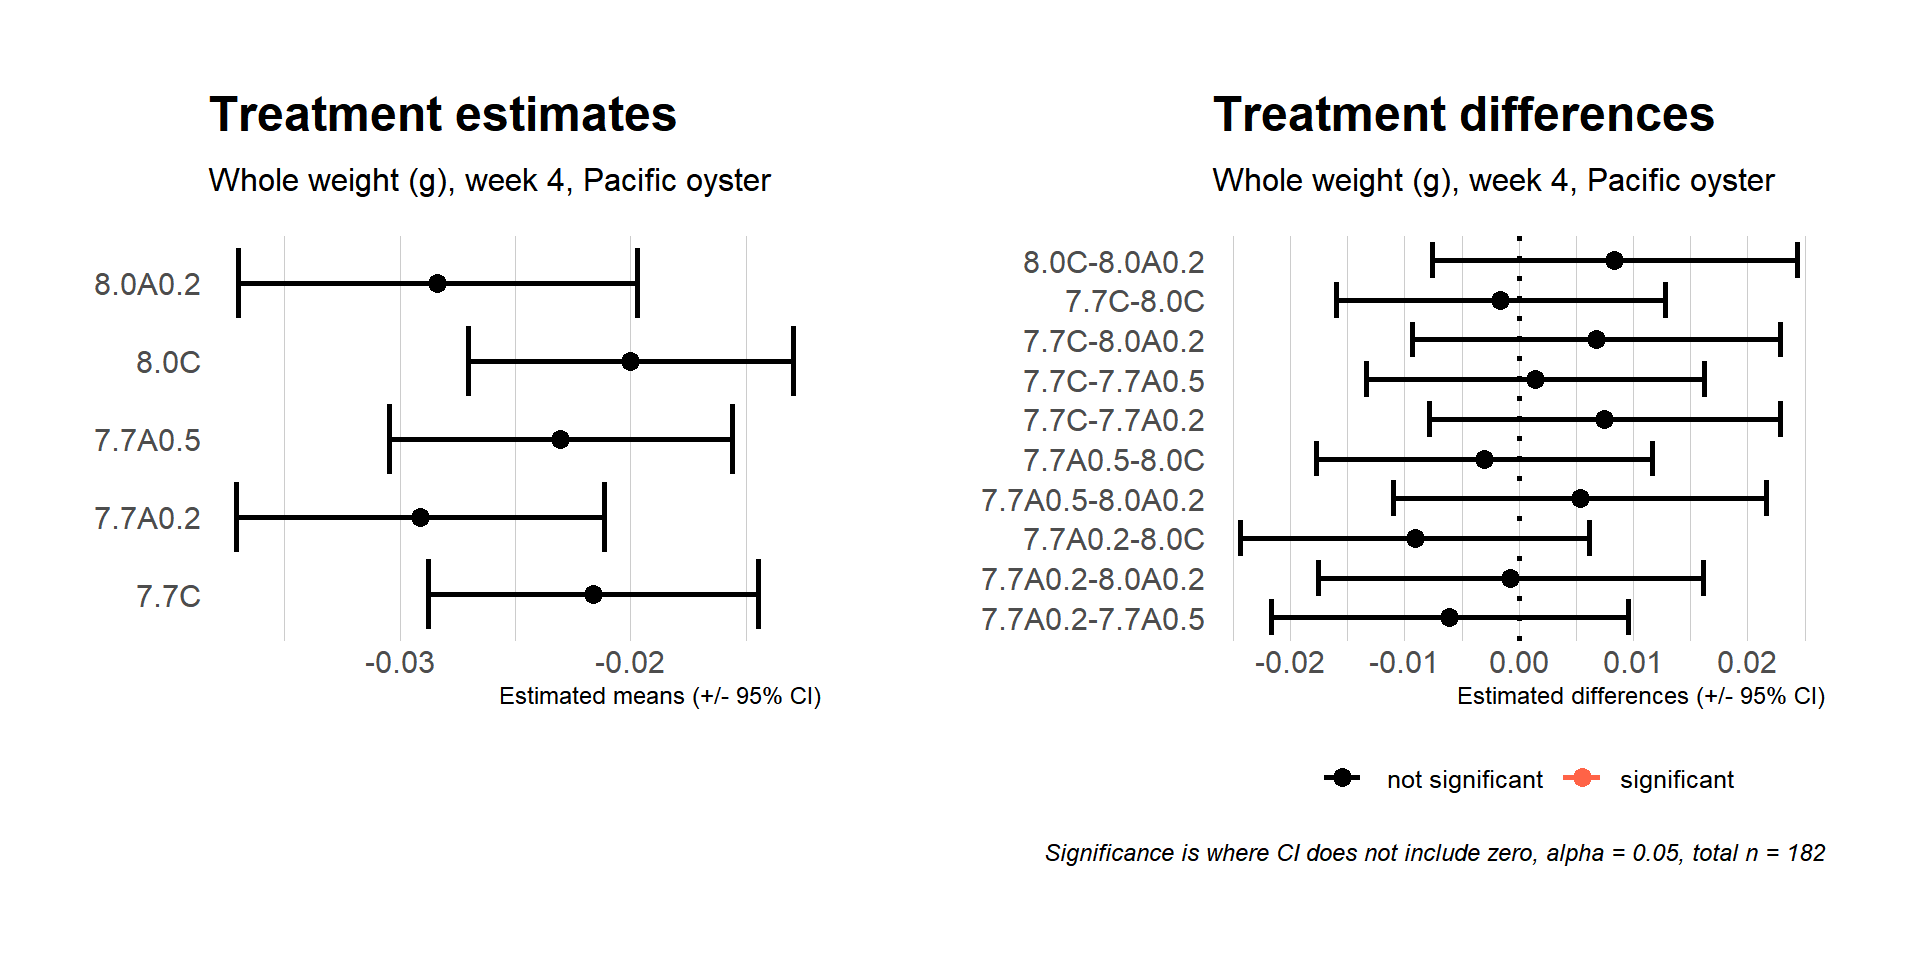 Treatment estimates
Whole weight (g), week 4, Pacific oyster
8.0A0.2
8.0C
7.7A0.5
7.7A0.2
7.7C
-0.03 -0.02
Estimated means (+/- 95% CI)
Treatment differences
Whole weight (g), week 4, Pacific oyster
8.0C-8.0A0.2
7.7C-8.0C
7.7C-8.0A0.2
7.7C-7.7A0.5
7.7C-7.7A0.2
7.7A0.5-8.0C
7.7A0.5-8.0A0.2
7.7A0.2-8.0C
7.7A0.2-8.0A0.2
7.7A0.2-7.7A0.5
-0.02 -0.01 0.00 0.01 0.02
Estimated differences (+/- 95% CI)
not significant significant
Significance is where CI does not include zero, alpha = 0.05, total n = 182